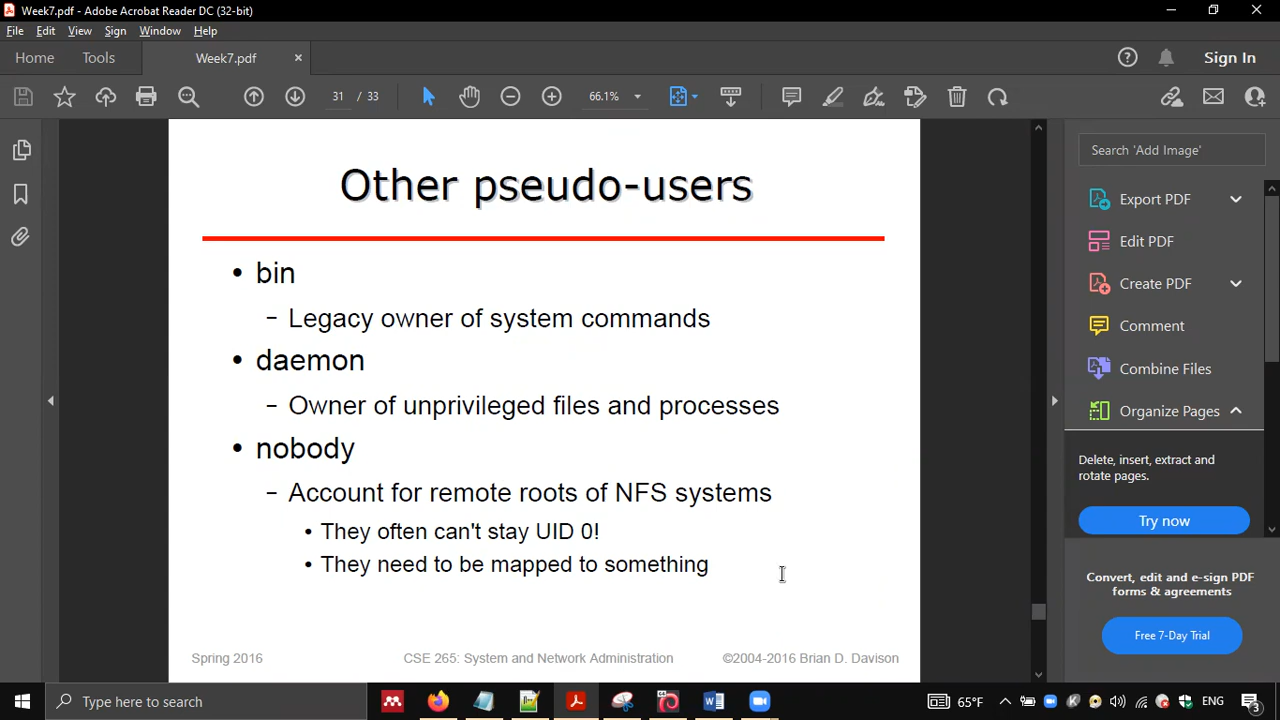 Week7.pdf - Adobe Acrobat Reader DC (32-bit)
File Edit View Sign Window Help
Home Tools Week7.pdf × Sign In
31 / 33 66.1%
Search 'Add Image'
Other pseudo-users
• bin
– Legacy owner of system commands
• daemon
– Owner of unprivileged files and processes
• nobody
– Account for remote roots of NFS systems
• They often can't stay UID 0!
• They need to be mapped to something
Spring 2016 CSE 265: System and Network Administration ©2004-2016 Brian D. Davison
Export PDF
Edit PDF
Create PDF
Comment
Combine Files
Organize Pages
Delete, insert, extract and
rotate pages.
Try now
Convert, edit and e-sign PDF
forms & agreements
Free 7-Day Trial
Type here to search 65°F ENG 3